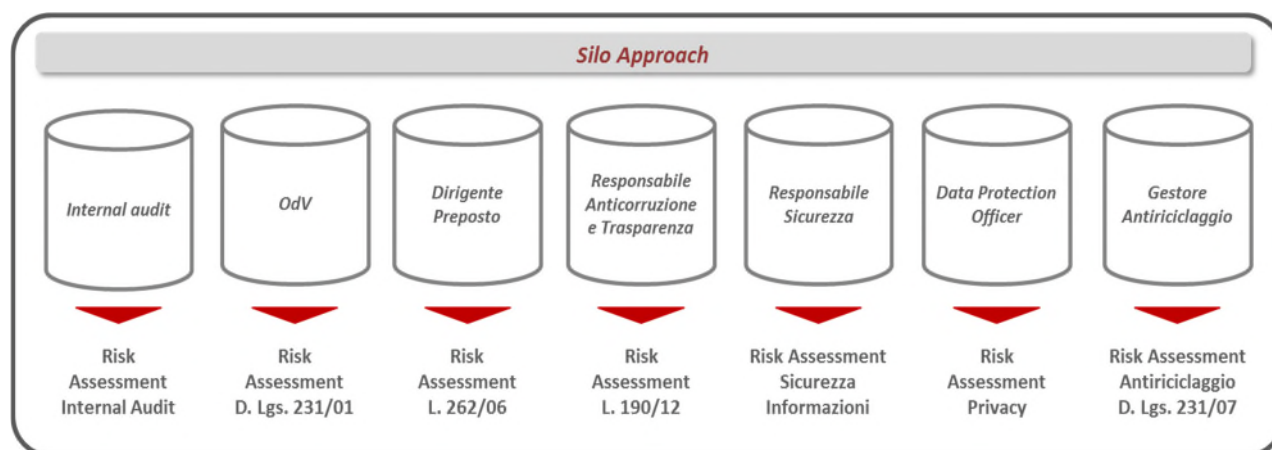 Silo Approach
Internal audit
OdV
Dirigente
Preposto
Responsabile
Anticorruzione
e Trasparenza
Responsabile
Sicurezza
Data Protection
Officer
Gestore
Antiriciclaggio
Risk
Assessment
Internal Audit
Risk
Assessment
D. Lgs. 231/01
Risk
Assessment
L. 262/06
Risk
Assessment
L. 190/12
Risk Assessment
Sicurezza
Informazioni
Risk
Assessment
Privacy
Risk Assessment
Antiriciclaggio
D. Lgs. 231/07